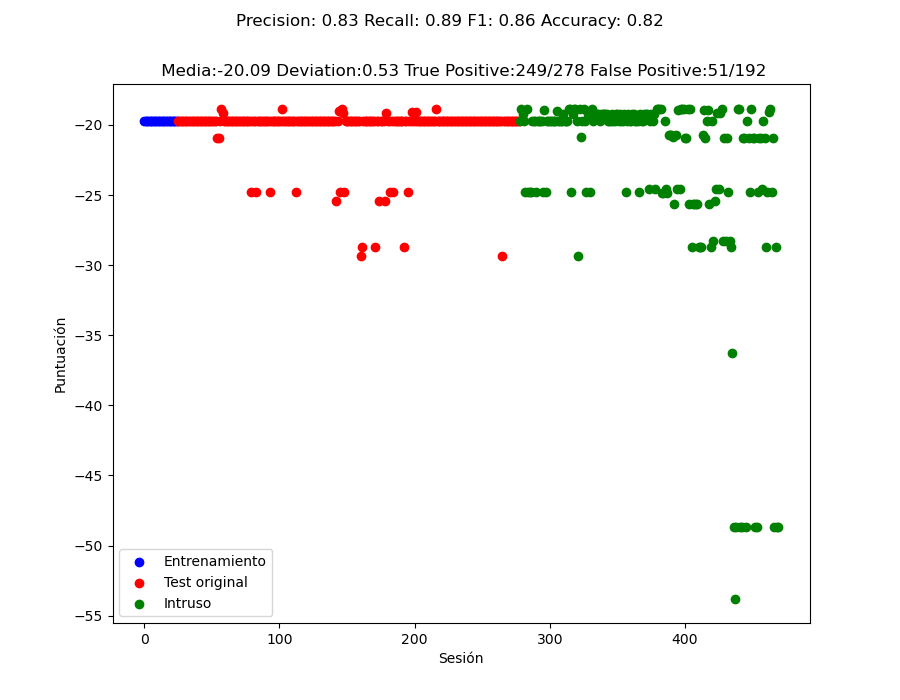 Precision: 0.83 Recall: 0.89 F1: 0.86 Accuracy: 0.82
Media:-20.09 Deviation:0.53 True Positive:249/278 False Positive:51/192
−20
−25
−30
−35
−40
−45
−50
−55
Puntuación
Entrenamiento
Test original
Intruso
0
100
200
300
400
Sesión